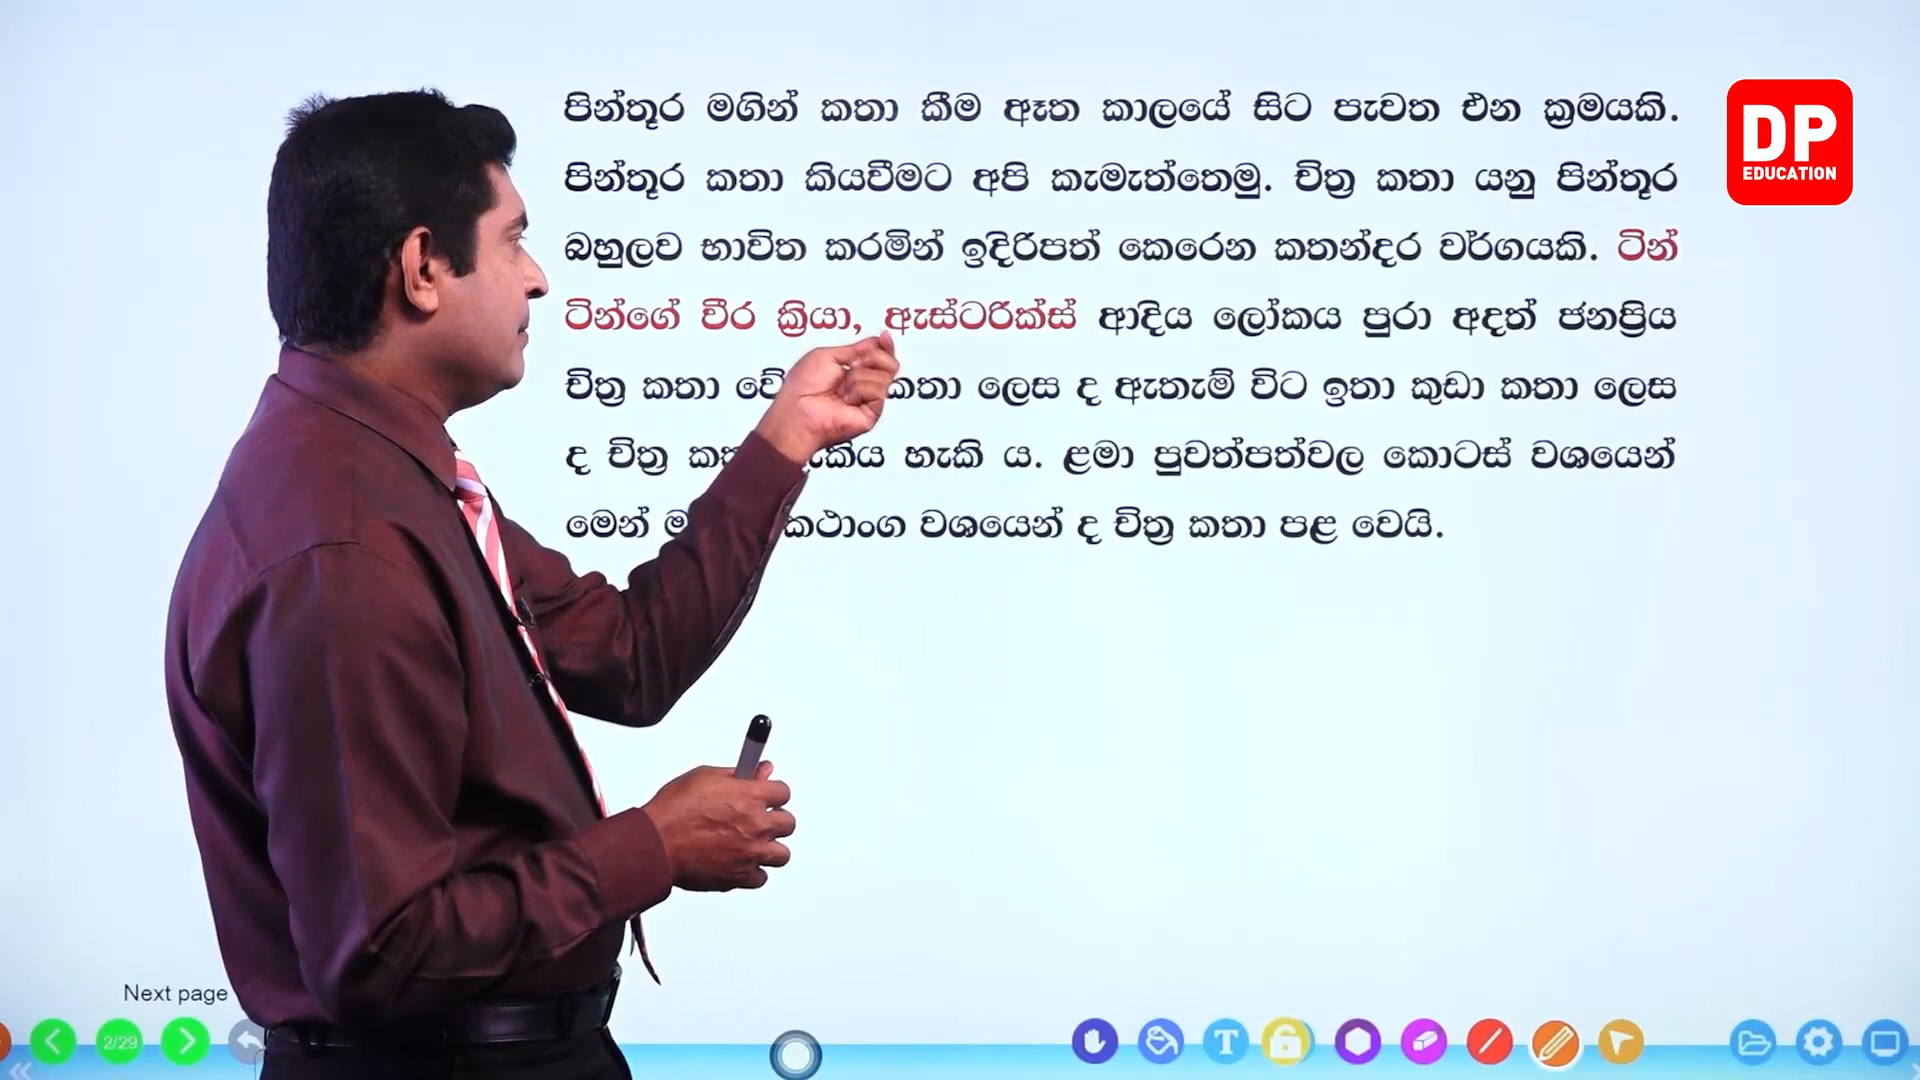 පින්තූර මගින් කතා කීම ඈත කාලයේ සිට පැවත එන ක්‍රමයකි.
පින්තූර කතා කියවීමට අපි කැමැත්තෙමු. චිත්‍ර කතා යනු පින්තූර
බහුලව භාවිත කරමින් ඉදිරිපත් කෙරෙන කතන්දර වර්ගයකි. ටින්
ටින්ගේ වීර ක්‍රියා, ඇස්ටරික්ස් ආදිය ලෝකය පුරා අදත් ජනප්‍රිය
චිත්‍ර කතා කතා ලෙස ද ඇතැම් විට ඉතා කුඩා කතා ලෙස
ද චිත්‍ර හැකි ය. ළමා පුවත්පත්වල කොටස් වශයෙන්
මෙන් කථාංග වශයෙන් ද චිත්‍ර කතා පළ වෙයි.
DP
EDUCATION
Next page
2/29
T